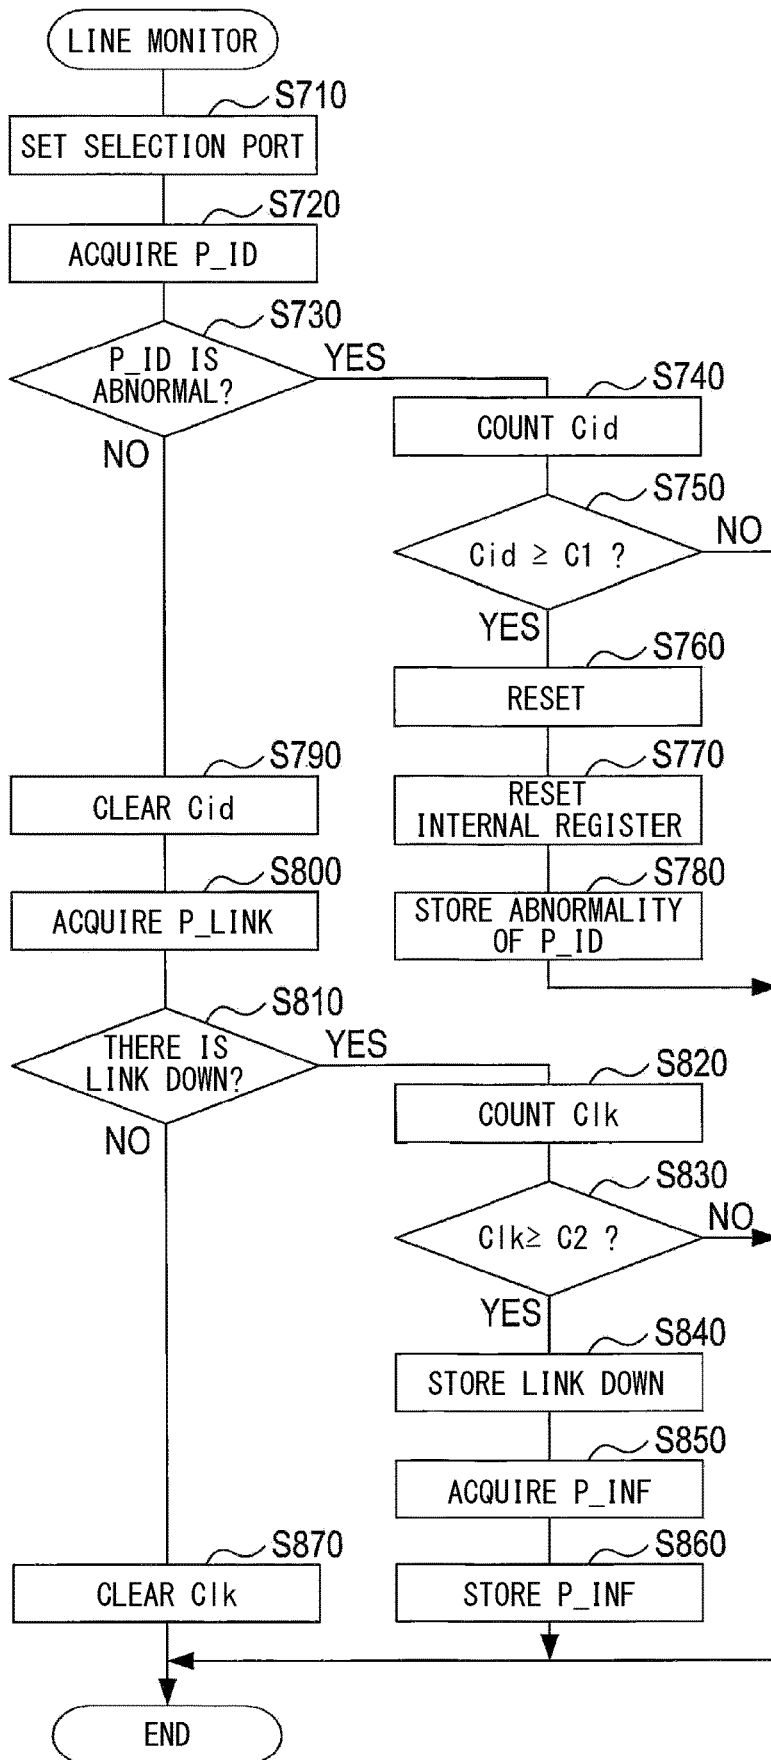 LINE MONITOR
S710
SET SELECTION PORT
S720
ACQUIRE P_ID
S730
P_ID IS
ABNORMAL?
YES
NO
S740
COUNT Cid
S750
Cid ≥ C1 ?
NO
YES
S760
RESET
S770
RESET
INTERNAL REGISTER
S780
STORE ABNORMALITY
OF P_ID
S790
CLEAR Cid
S800
ACQUIRE P_LINK
S810
THERE IS
LINK DOWN?
YES
NO
S820
COUNT Clk
S830
Clk≥ C2 ?
NO
YES
S840
STORE LINK DOWN
S850
ACQUIRE P_INF
S860
STORE P_INF
S870
CLEAR Clk
END